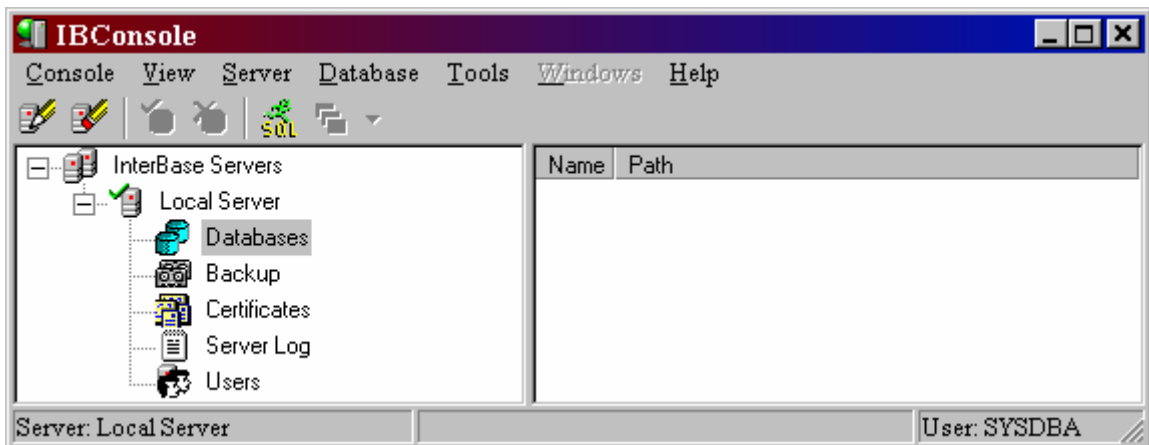 IBConsole
Console View Server Database Tools Windows Help
SQL
InterBase Servers
Local Server
Databases
Backup
Certificates
Server Log
Users
Name Path
Server: Local Server User: SYSDBA